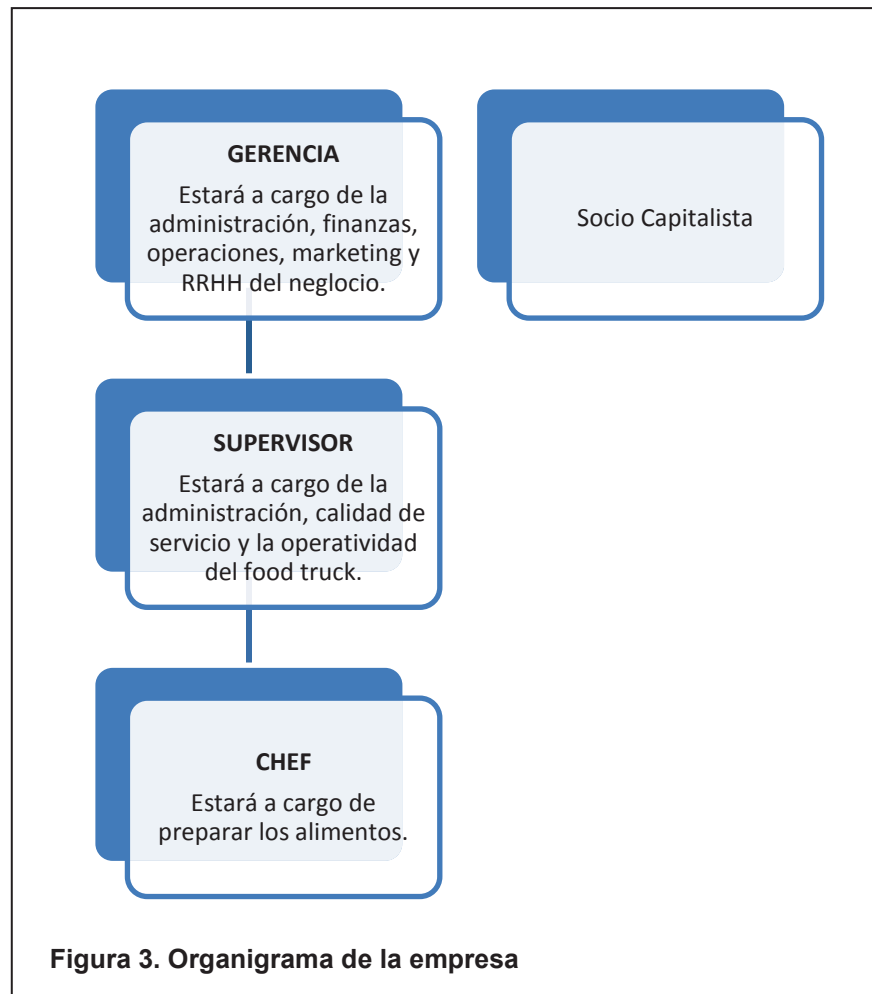 GERENCIA
Estará a cargo de la
administración, finanzas,
operaciones, marketing y
RRHH del neglocio.
Socio Capitalista
SUPERVISOR
Estará a cargo de la
administración, calidad de
servicio y la operatividad
del food truck.
CHEF
Estará a cargo de
preparar los alimentos.
Figura 3. Organigrama de la empresa